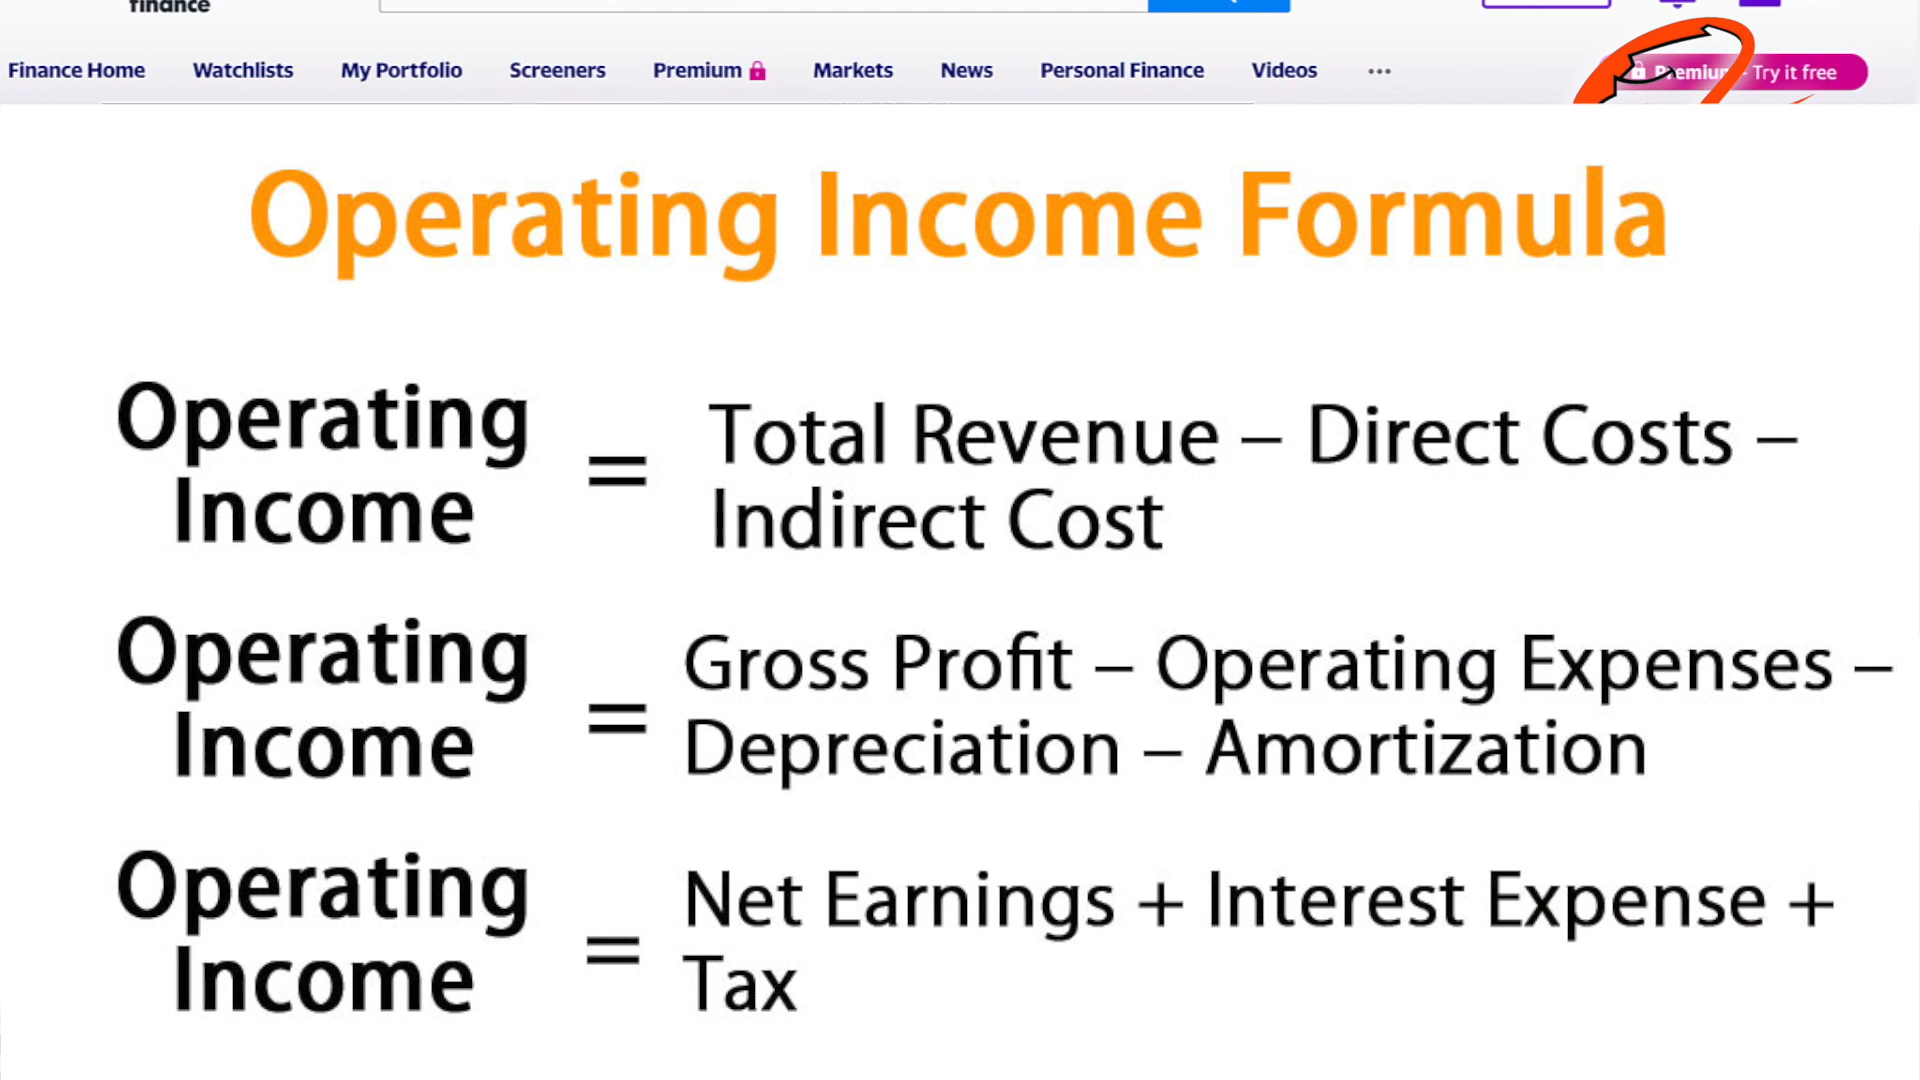 finance
Finance Home Watchlists My Portfolio Screeners Premium Markets News Personal Finance Videos ... Premium - Try it free
Operating Income Formula
Operating
Income
=
Total Revenue – Direct Costs –
Indirect Cost
Operating
Income
=
Gross Profit – Operating Expenses –
Depreciation – Amortization
Operating
Income
=
Net Earnings + Interest Expense +
Tax